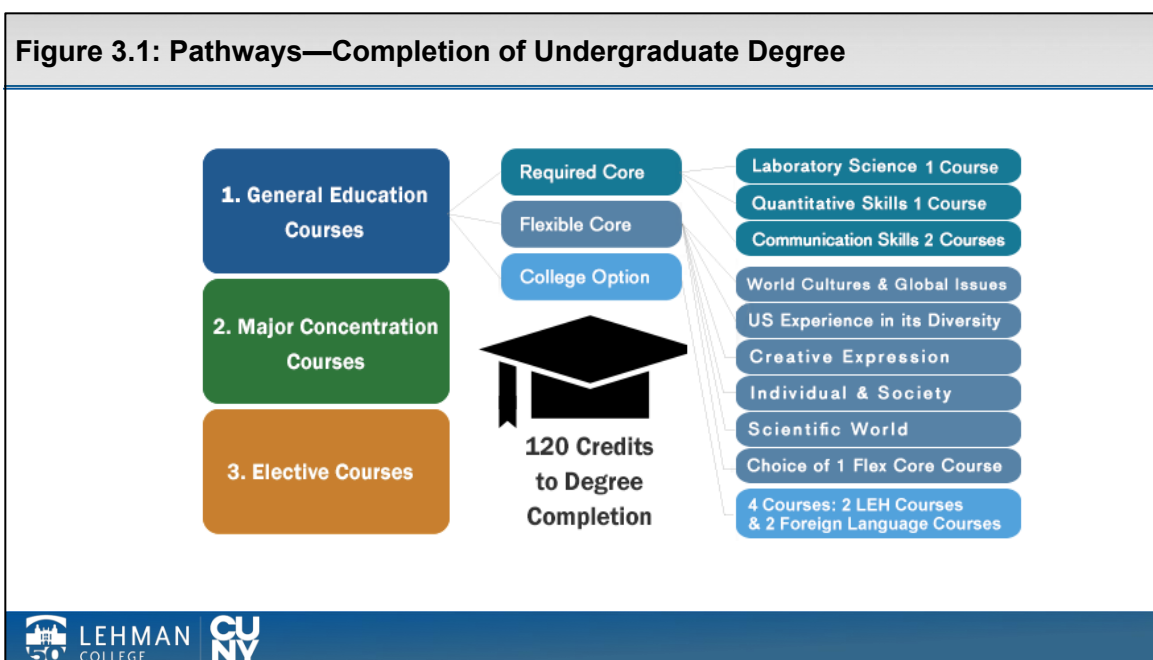 Figure 3.1: Pathways—Completion of Undergraduate Degree
1. General Education
Courses
2. Major Concentration
Courses
3. Elective Courses
Required Core
Flexible Core
College Option
120 Credits
to Degree
Completion
Laboratory Science 1 Course
Quantitative Skills 1 Course
Communication Skills 2 Courses
World Cultures & Global Issues
US Experience in its Diversity
Creative Expression
Individual & Society
Scientific World
Choice of 1 Flex Core Course
4 Courses: 2 LEH Courses
& 2 Foreign Language Courses
50
LEHMAN
COLLEGE
CU
NY